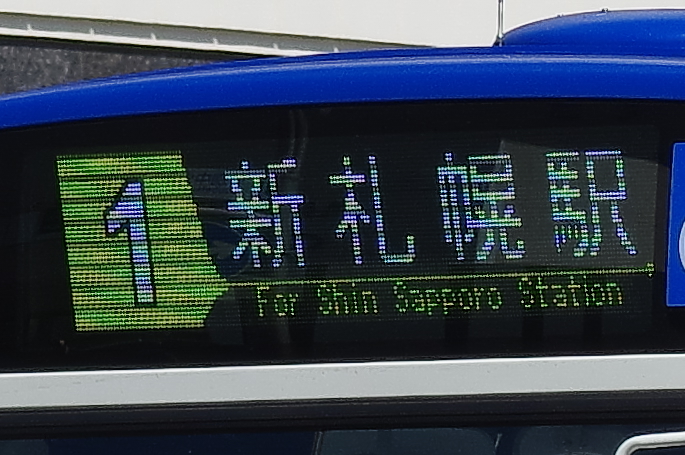 1
新札幌駅
For Shin Sapporo Station